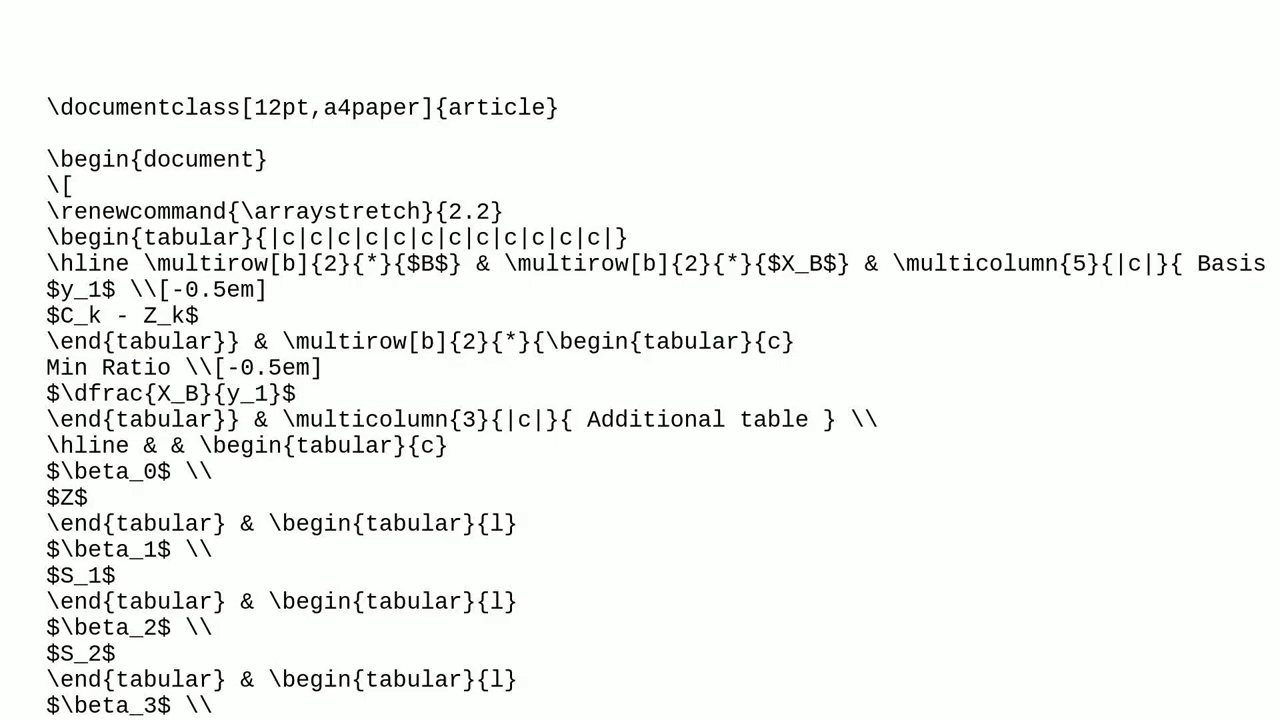 \documentclass[12pt,a4paper]{article}
\begin{document}
\[
\renewcommand{\arraystretch}{2.2}
\begin{tabular}{|c|c|c|c|c|c|c|c|c|c|c|c|}
\hline \multirow[b]{2}{*}{$B$} & \multirow[b]{2}{*}{$X_B$} & \multicolumn{5}{|c|}{ Basis
$y_1$ \\[-0.5em]
$C_k - Z_k$
\end{tabular}} & \multirow[b]{2}{*}{\begin{tabular}{c}
Min Ratio \\[-0.5em]
$\dfrac{X_B}{y_1}$
\end{tabular}} & \multicolumn{3}{|c|}{ Additional table } \\
\hline & & \begin{tabular}{c}
$\beta_0$ \\
$Z$
\end{tabular} & \begin{tabular}{l}
$\beta_1$ \\
$S_1$
\end{tabular} & \begin{tabular}{l}
$\beta_2$ \\
$S_2$
\end{tabular} & \begin{tabular}{l}
$\beta_3$ \\